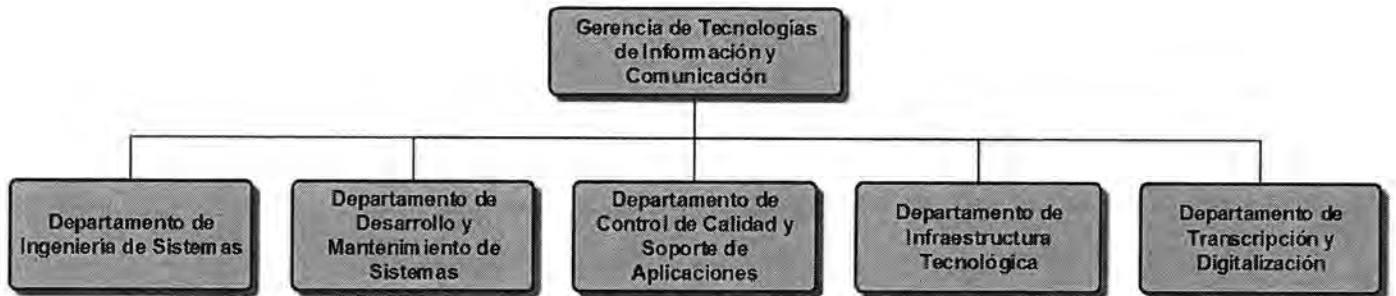 Gerencia de Tecnologías
de Información y
Comunicación
Departamento de
Ingeniería de Sistemas
Departamento de
Desarrollo y
Mantenimiento de
Sistemas
Departamento de
Control de Calidad y
Soporte de
Aplicaciones
Departamento de
Infraestructura
Tecnológica
Departamento de
Transcripción y
Digitalización